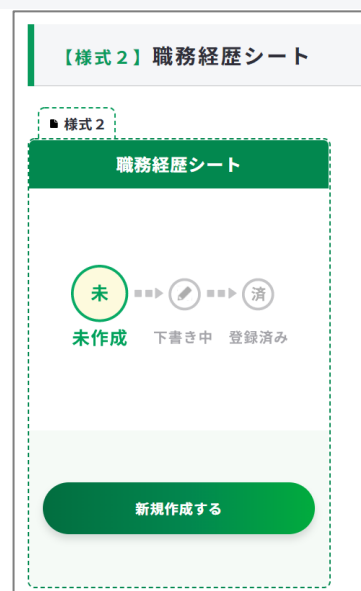 【様式2】職務経歴シート
様式2
職務経歴シート
未 済
未作成 下書き中 登録済み
新規作成する